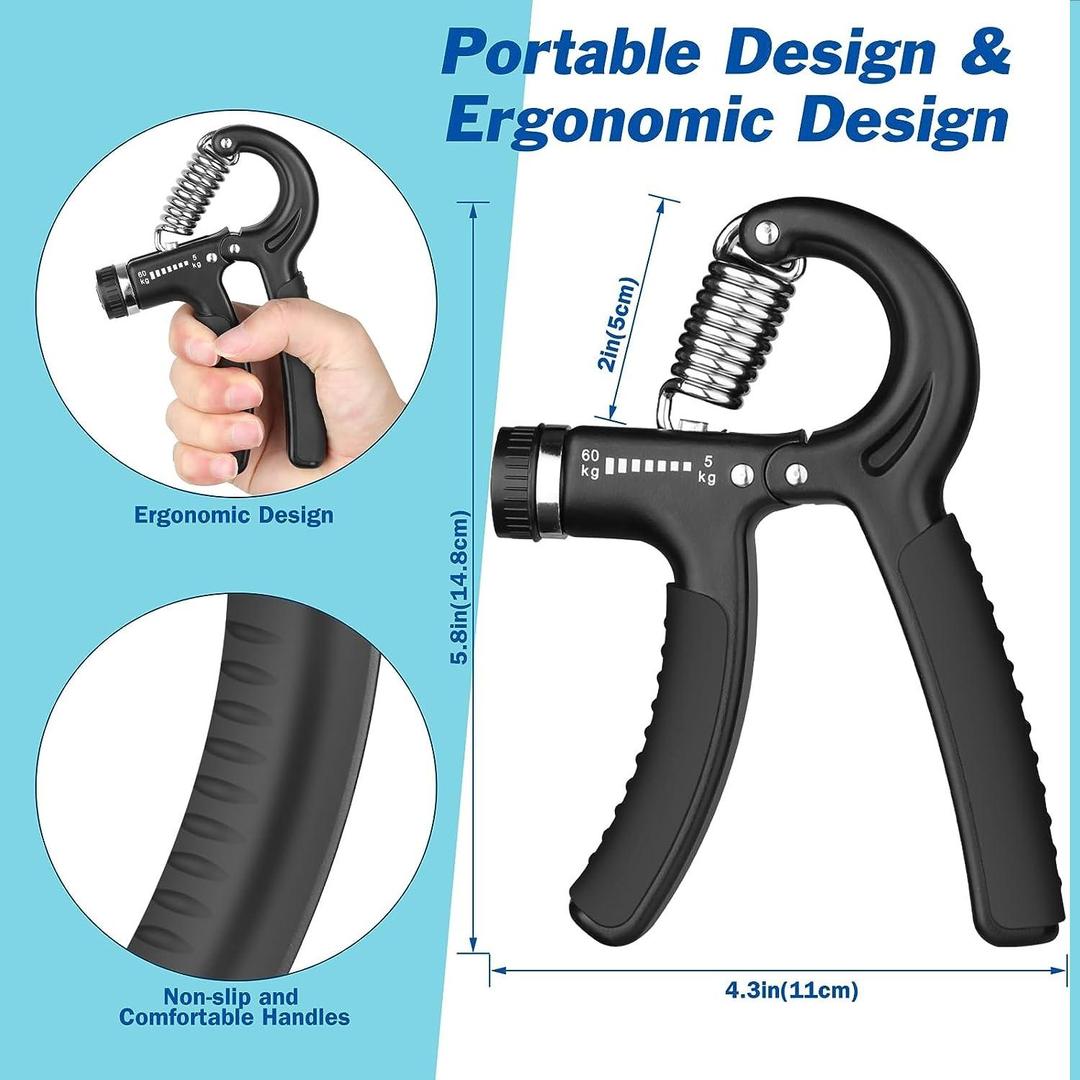 Portable Design &
Ergonomic Design
60
kg
5
kg
Ergonomic Design
2in(5cm)
60
kg
5
kg
5.8in(14.8cm)
Non-slip and
Comfortable Handles
4.3in(11cm)